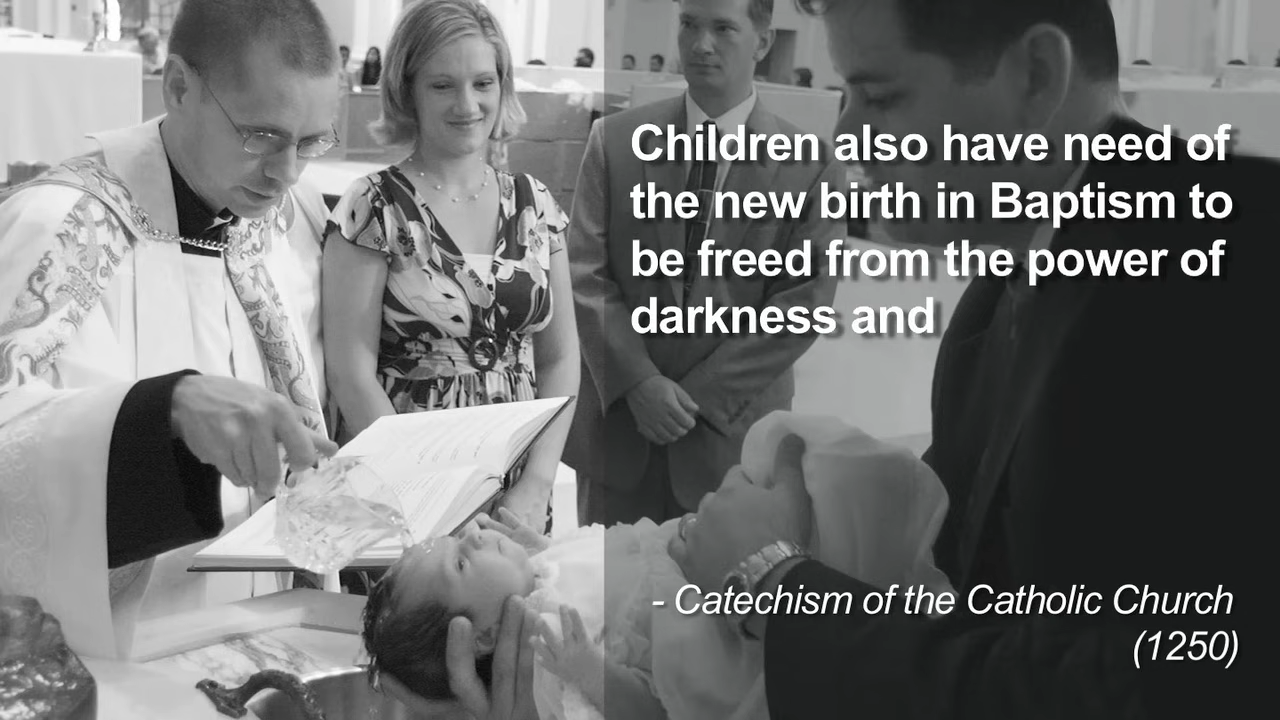 Children also have need of
the new birth in Baptism to
be freed from the power of
darkness and
- Catechism of the Catholic Church
(1250)